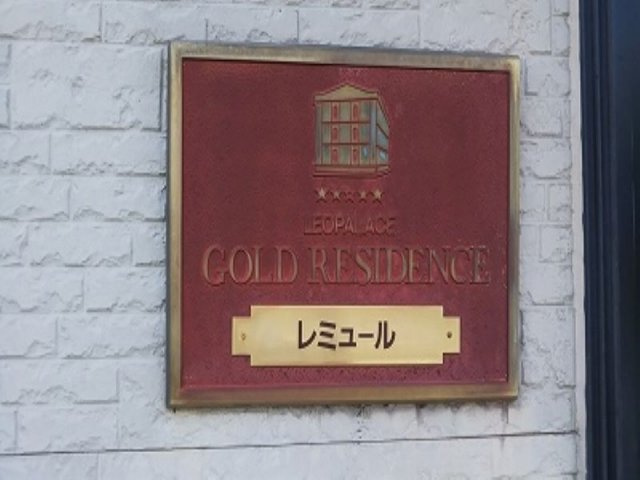 LEOPALACE
GOLD RESIDENCE
レミュール